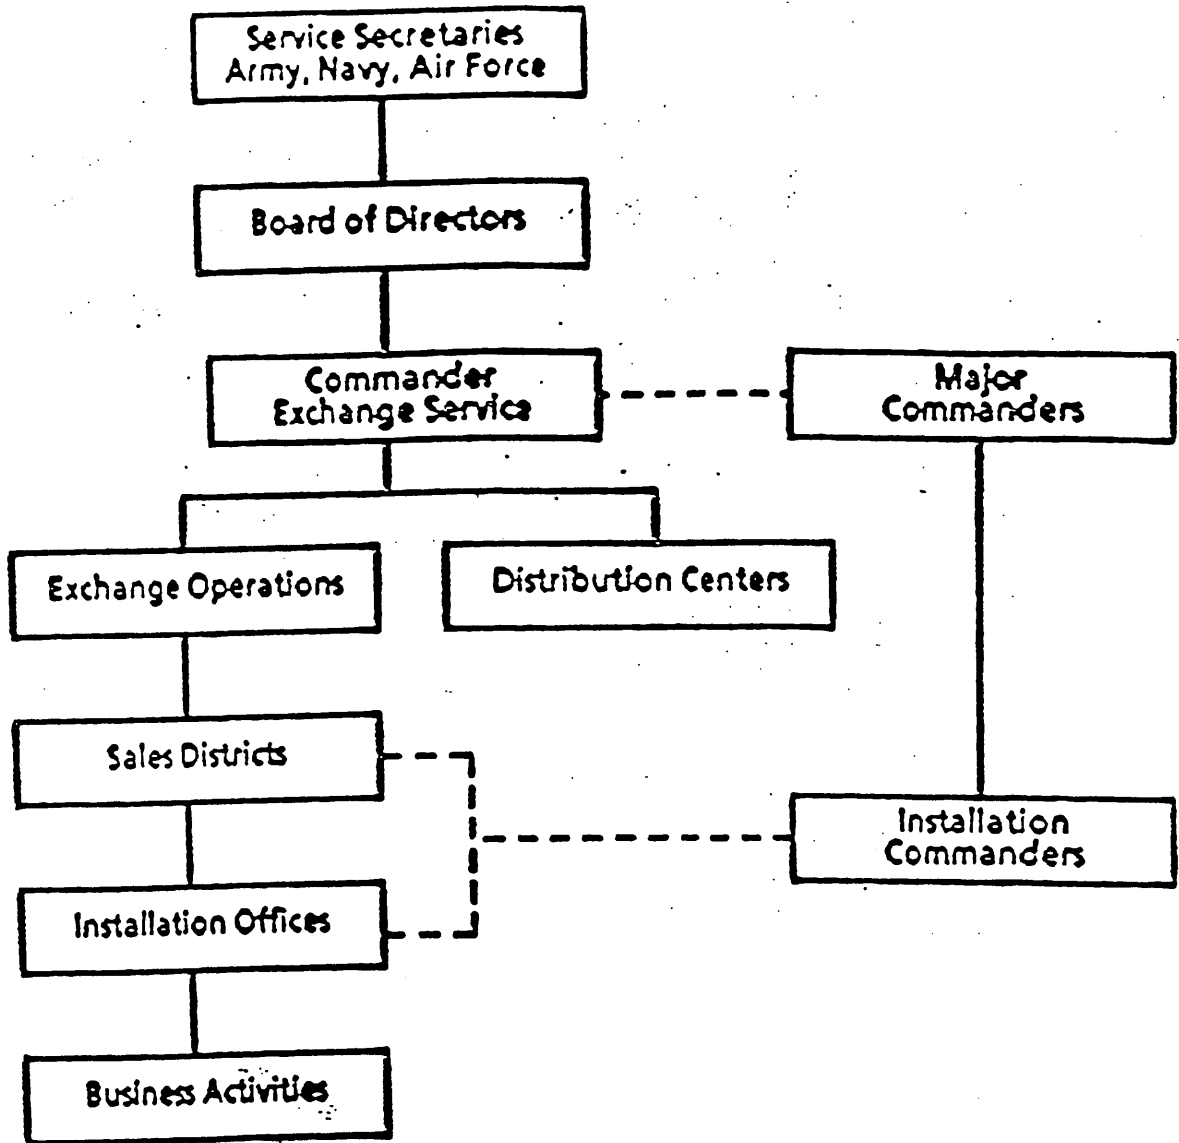 Service Secretaries
Army, Navy, Air Force
Board of Directors
Commander
Exchange Service
Major
Commanders
Exchange Operations
Distribution Centers
Sales Districts
Installation
Commanders
Installation Offices
Business Activities